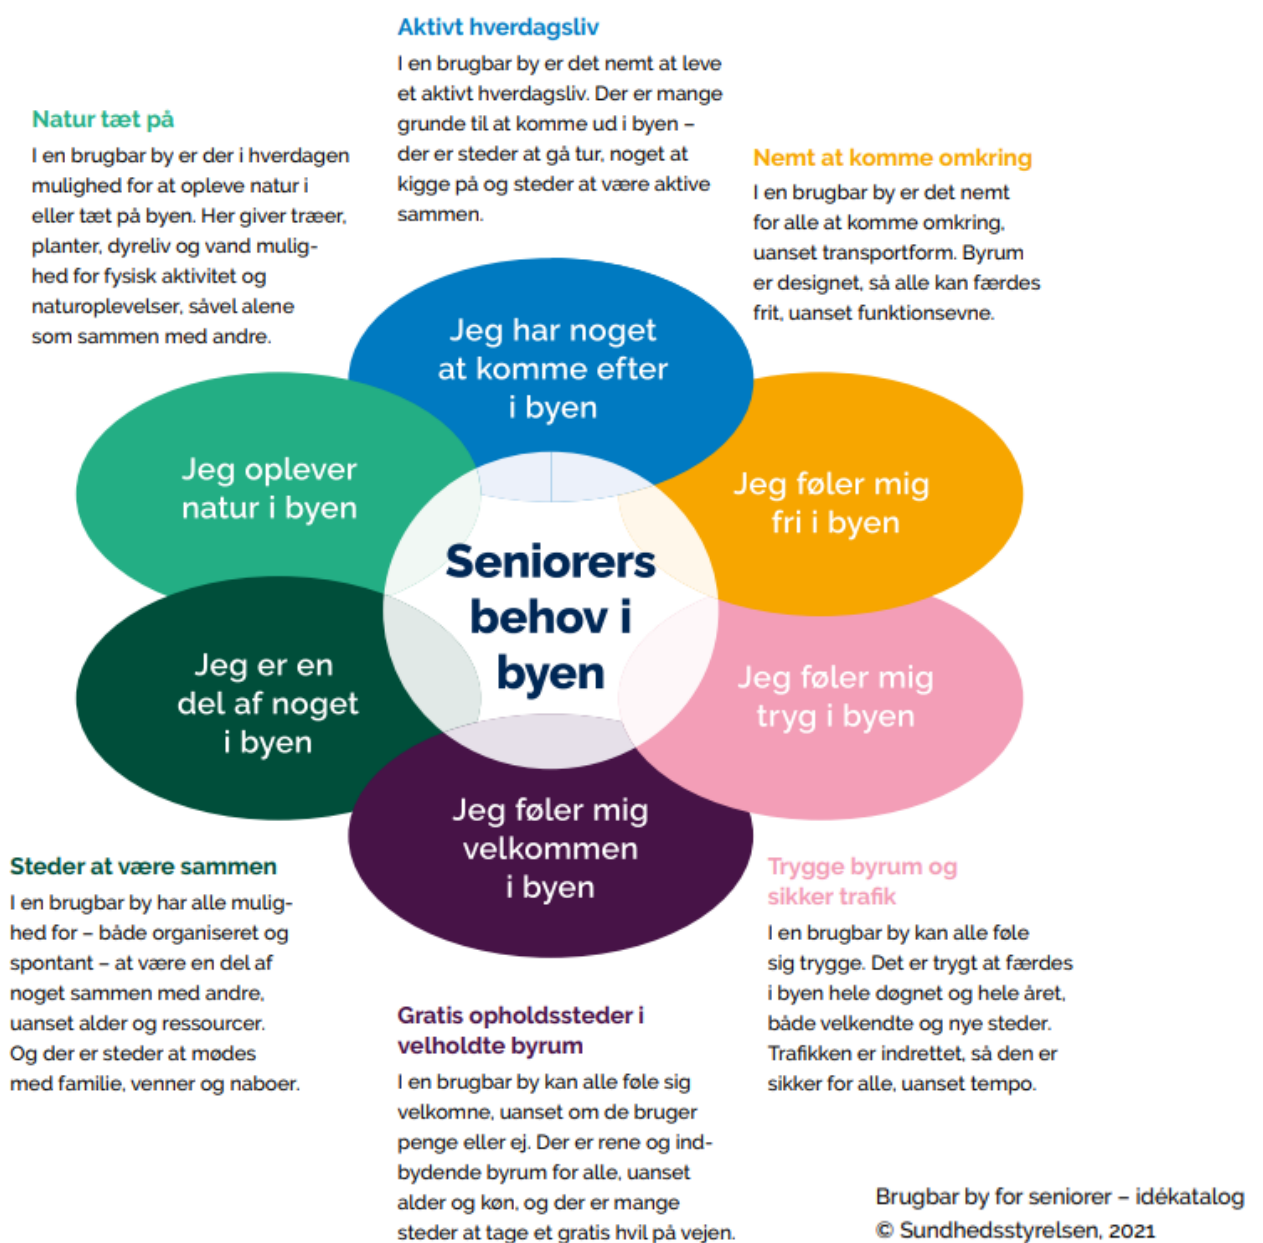 Aktivt hverdagsliv
I en brugbar by er det nemt at leve
et aktivt hverdagsliv. Der er mange
grunde til at komme ud i byen –
der er steder at gå tur, noget at
kigge på og steder at være aktive
sammen.
Natur tæt på
I en brugbar by er der i hverdagen
mulighed for at opleve natur i
eller tæt på byen. Her giver træer,
planter, dyreliv og vand mulig-
hed for fysisk aktivitet og
naturoplevelser, såvel alene
som sammen med andre.
Nemt at komme omkring
I en brugbar by er det nemt
for alle at komme omkring,
uanset transportform. Byrum
er designet, så alle kan færdes
frit, uanset funktionsevne.
Jeg har noget
at komme efter
i byen
Jeg oplever
natur i byen
Jeg føler mig
fri i byen
Seniorers
behov i
byen
Jeg er en
del af noget
i byen
Jeg føler mig
tryg i byen
Jeg føler mig
velkommen
i byen
Steder at være sammen
I en brugbar by har alle mulig-
hed for – både organiseret og
spontant – at være en del af
noget sammen med andre,
uanset alder og ressourcer.
Og der er steder at mødes
med familie, venner og naboer.
Trygge byrum og
sikker trafik
I en brugbar by kan alle føle
sig trygge. Det er trygt at færdes
i byen hele døgnet og hele året,
både velkendte og nye steder.
Trafikken er indrettet, så den er
sikker for alle, uanset tempo.
Gratis opholdssteder i
velholdte byrum
I en brugbar by kan alle føle sig
velkomne, uanset om de bruger
penge eller ej. Der er rene og ind-
bydende byrum for alle, uanset
alder og køn, og der er mange
steder at tage et gratis hvil på vejen.
Brugbar by for seniorer – idékatalog
© Sundhedsstyrelsen, 2021